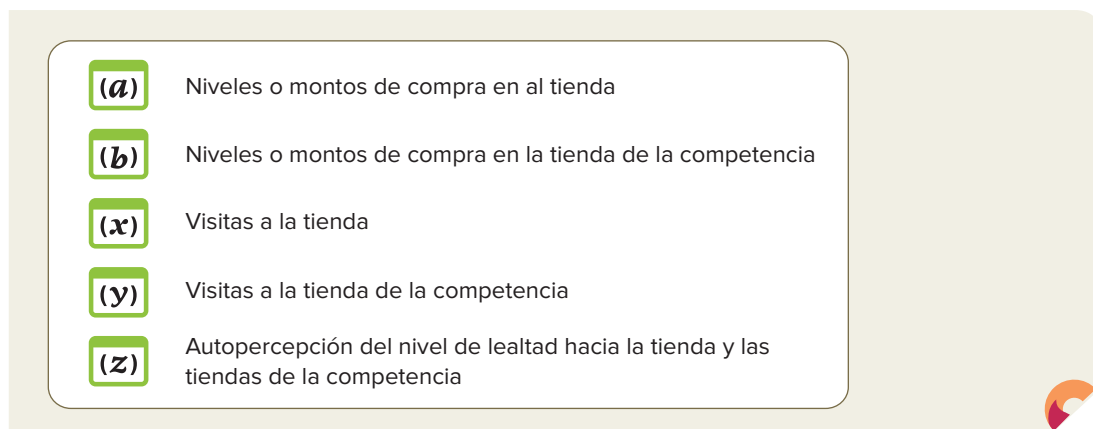 (a) Niveles o montos de compra en al tienda
(b) Niveles o montos de compra en la tienda de la competencia
(x) Visitas a la tienda
(y) Visitas a la tienda de la competencia
(z) Autopercepción del nivel de lealtad hacia la tienda y las
tiendas de la competencia